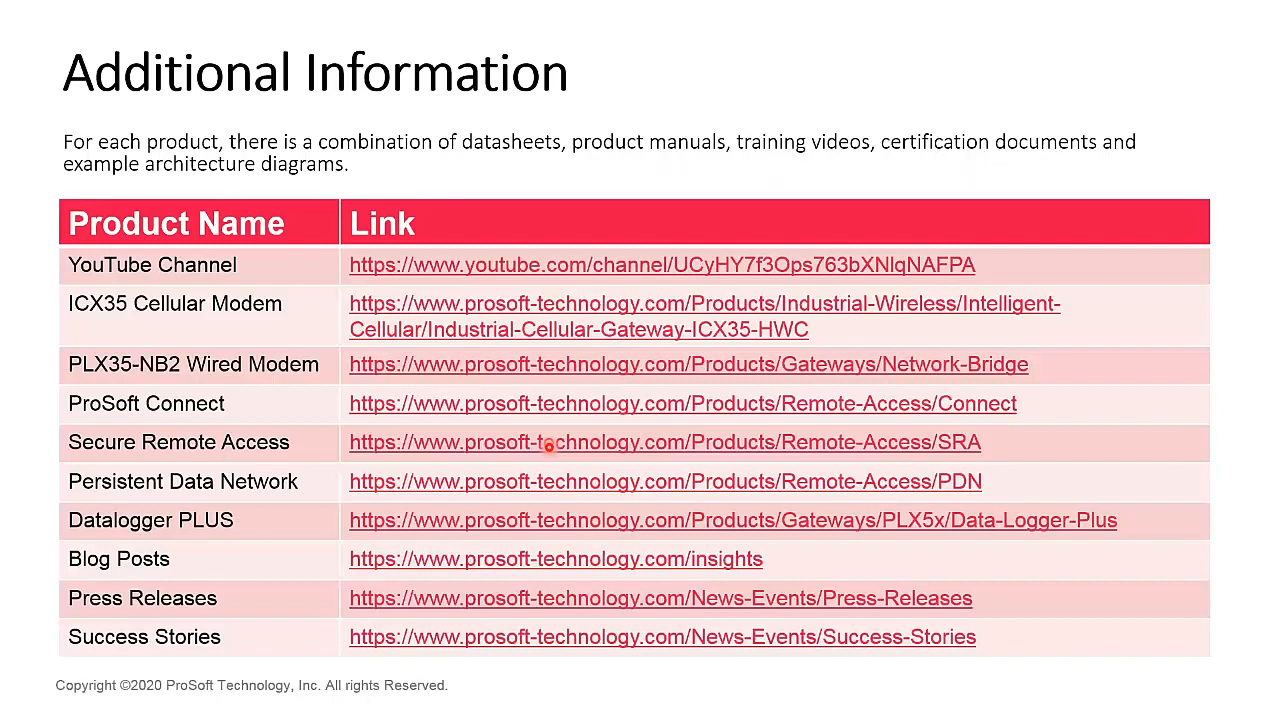 Additional Information
For each product, there is a combination of datasheets, product manuals, training videos, certification documents and
example architecture diagrams.
Product Name Link
YouTube Channel https://www.youtube.com/channel/UCyHY7f3Ops763bXNlqNAFPA
ICX35 Cellular Modem https://www.prosoft-technology.com/Products/Industrial-Wireless/Intelligent-
Cellular/Industrial-Cellular-Gateway-ICX35-HWC
PLX35-NB2 Wired Modem https://www.prosoft-technology.com/Products/Gateways/Network-Bridge
ProSoft Connect https://www.prosoft-technology.com/Products/Remote-Access/Connect
Secure Remote Access https://www.prosoft-technology.com/Products/Remote-Access/SRA
Persistent Data Network https://www.prosoft-technology.com/Products/Remote-Access/PDN
Datalogger PLUS https://www.prosoft-technology.com/Products/Gateways/PLX5x/Data-Logger-Plus
Blog Posts https://www.prosoft-technology.com/insights
Press Releases https://www.prosoft-technology.com/News-Events/Press-Releases
Success Stories https://www.prosoft-technology.com/News-Events/Success-Stories
Copyright ©2020 ProSoft Technology, Inc. All rights Reserved.